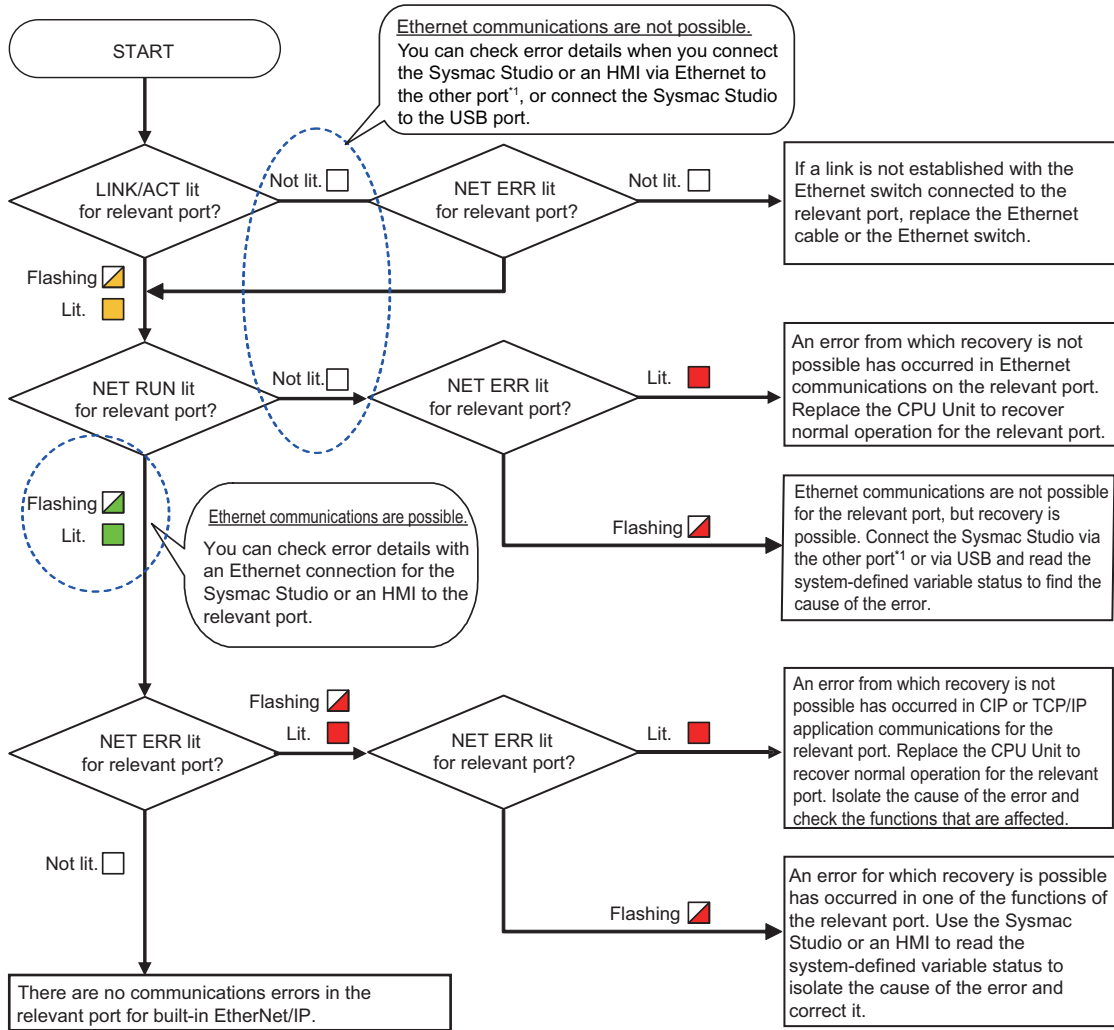 START
Ethernet communications are not possible.
You can check error details when you connect
the Sysmac Studio or an HMI via Ethernet to
the other port*1, or connect the Sysmac Studio
to the USB port.
LINK/ACT lit
for relevant port?
Not lit.
NET ERR lit
for relevant port?
Not lit.
If a link is not established with the
Ethernet switch connected to the
relevant port, replace the Ethernet
cable or the Ethernet switch.
Flashing
Lit.
NET RUN lit
for relevant port?
Not lit.
NET ERR lit
for relevant port?
Lit.
An error from which recovery is not
possible has occurred in Ethernet
communications on the relevant port.
Replace the CPU Unit to recover
normal operation for the relevant port.
Flashing
Lit.
Ethernet communications are possible.
You can check error details with
an Ethernet connection for the
Sysmac Studio or an HMI to the
relevant port.
Flashing
Ethernet communications are not possible
for the relevant port, but recovery is
possible. Connect the Sysmac Studio via
the other port*1 or via USB and read the
system-defined variable status to find the
cause of the error.
NET ERR lit
for relevant port?
Flashing
Lit.
NET ERR lit
for relevant port?
Lit.
An error from which recovery is not
possible has occurred in CIP or TCP/IP
application communications for the
relevant port. Replace the CPU Unit to
recover normal operation for the relevant
port. Isolate the cause of the error and
check the functions that are affected.
Not lit.
Flashing
An error for which recovery is possible
has occurred in one of the functions of
the relevant port. Use the Sysmac
Studio or an HMI to read the
system-defined variable status to
isolate the cause of the error and
correct it.
There are no communications errors in the
relevant port for built-in EtherNet/IP.